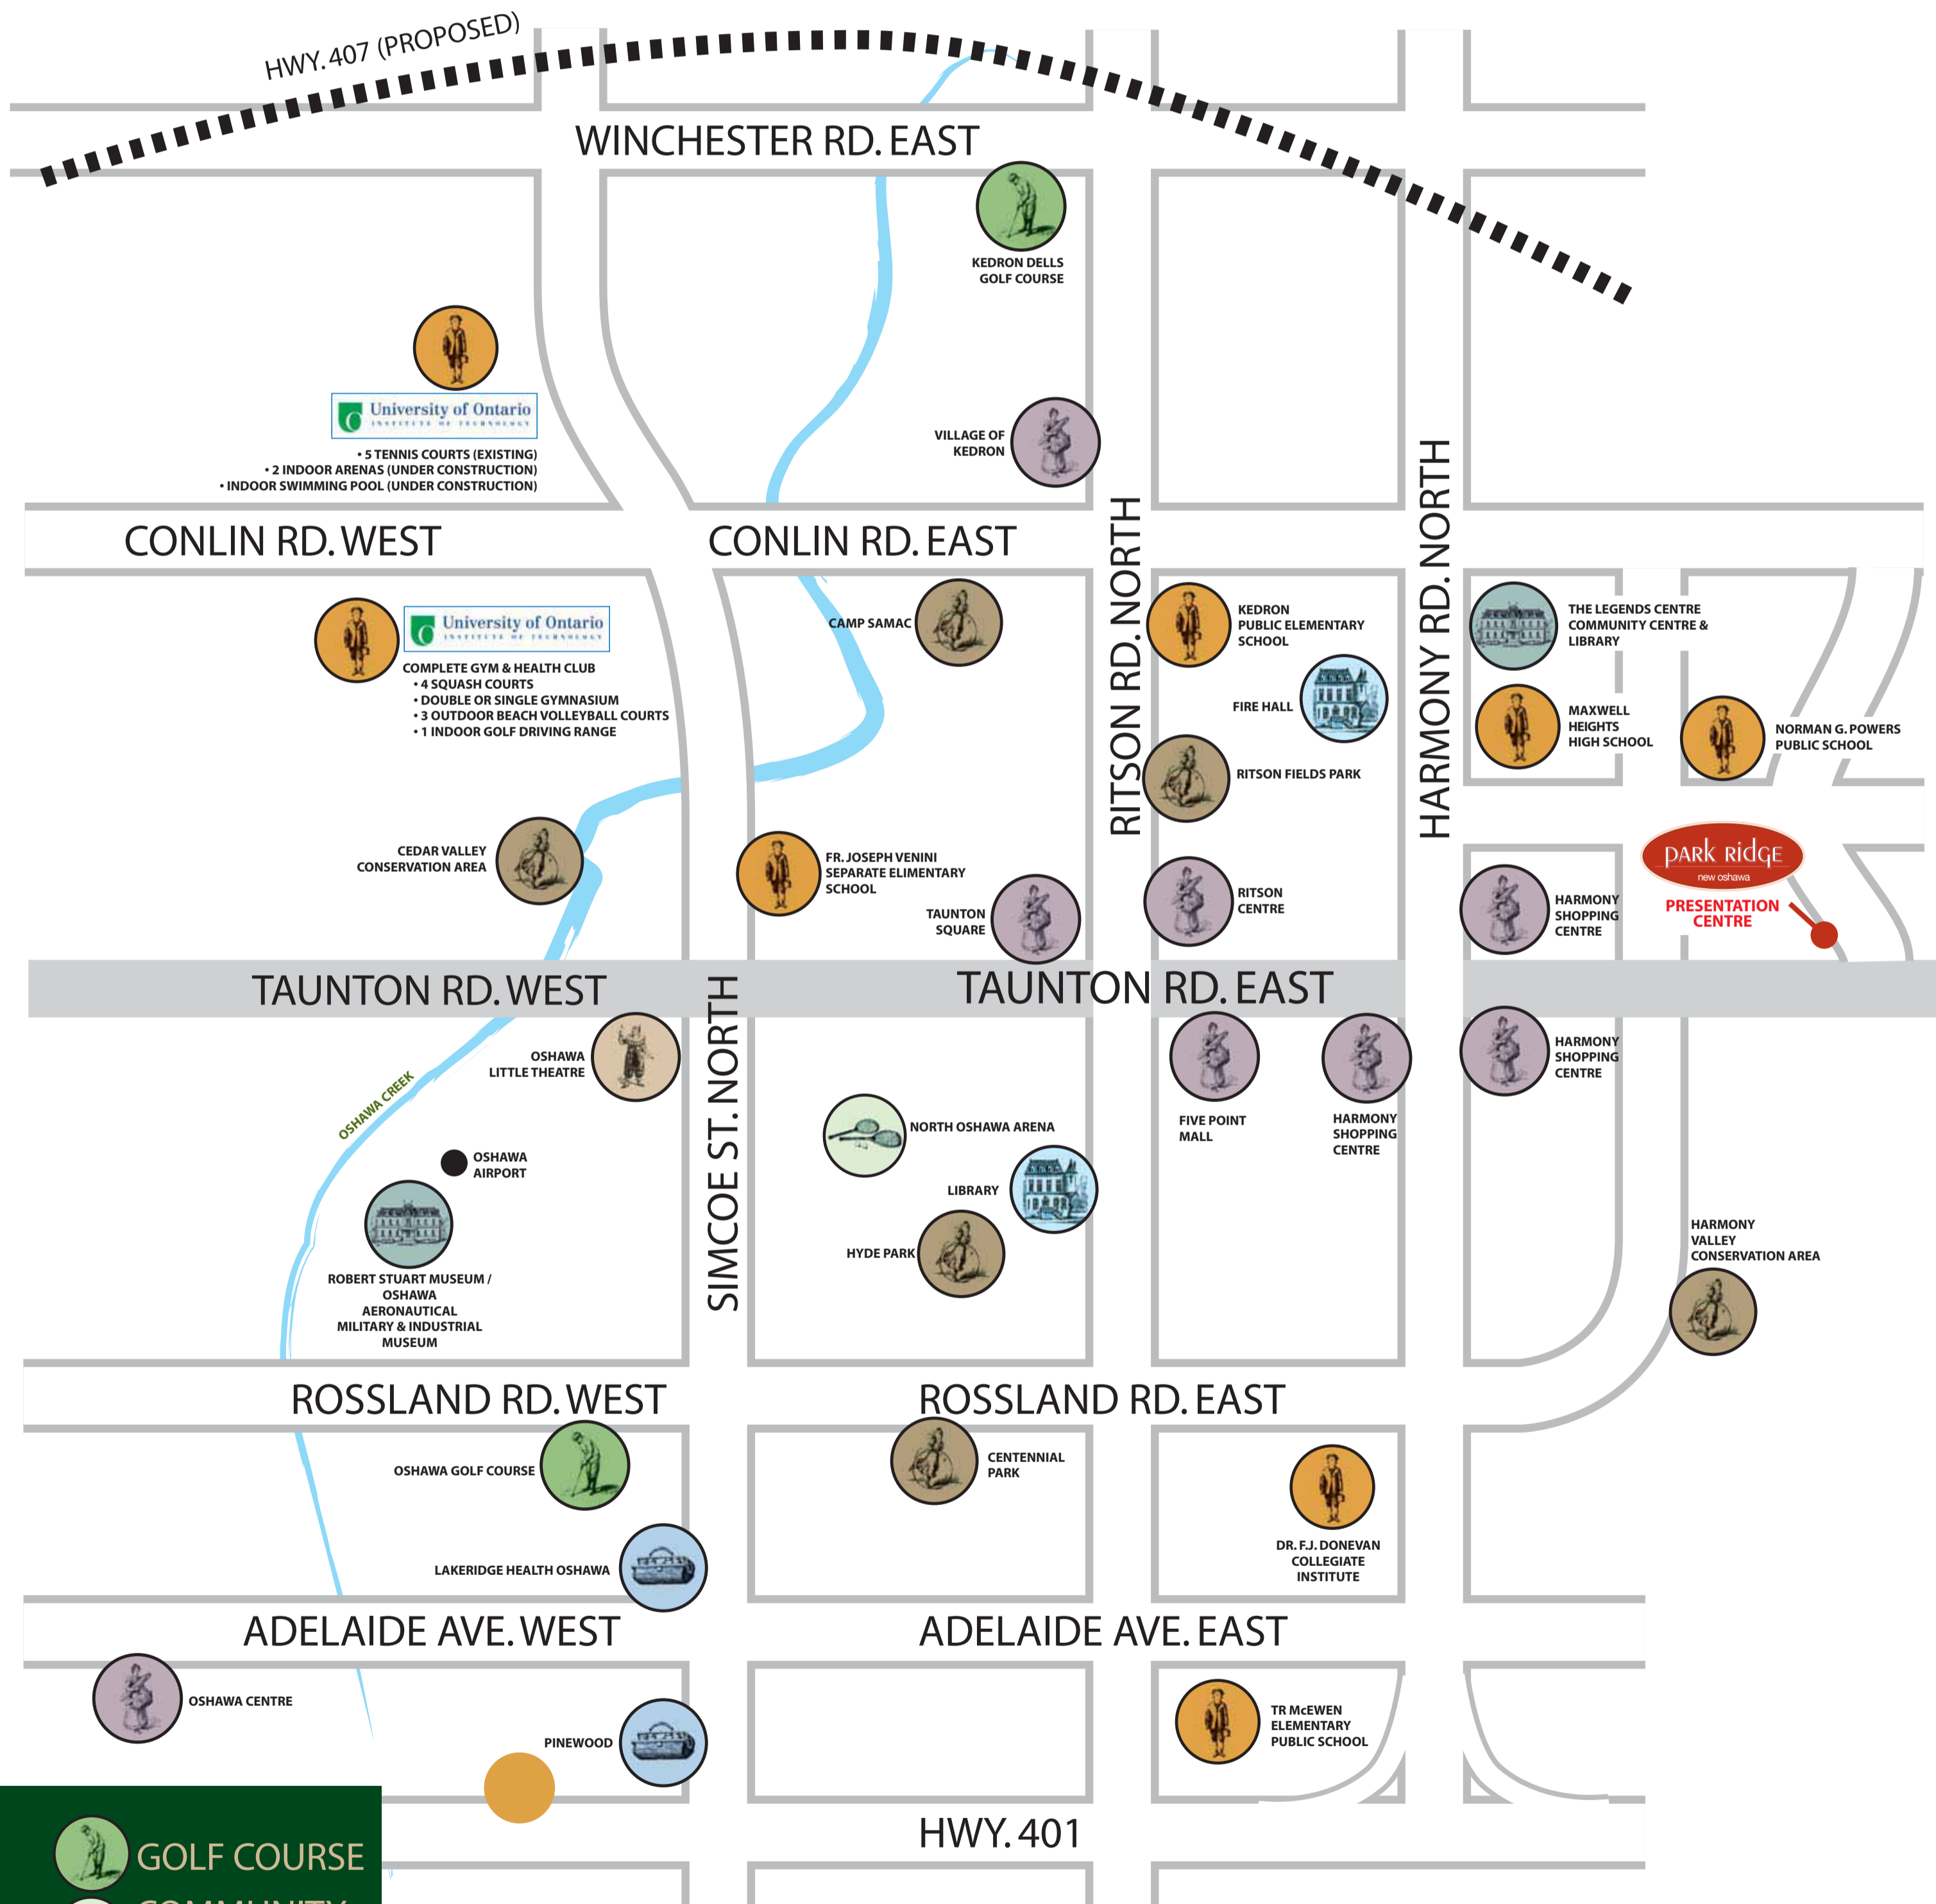 HWY. 407 (PROPOSED)
WINCHESTER RD. EAST
KEDRON DELLS
GOLF COURSE
University of Ontario
INSTITUTE OF TECHNOLOGY
• 5 TENNIS COURTS (EXISTING)
• 2 INDOOR ARENAS (UNDER CONSTRUCTION)
• INDOOR SWIMMING POOL (UNDER CONSTRUCTION)
VILLAGE OF
KEDRON
CONLIN RD. WEST
CONLIN RD. EAST
RITSON RD. NORTH
HARMONY RD. NORTH
University of Ontario
INSTITUTE OF TECHNOLOGY
COMPLETE GYM & HEALTH CLUB
• 4 SQUASH COURTS
• DOUBLE OR SINGLE GYMNASIUM
• 3 OUTDOOR BEACH VOLLEYBALL COURTS
• 1 INDOOR GOLF DRIVING RANGE
CAMP SAMAC
KEDRON
PUBLIC ELEMENTARY
SCHOOL
FIRE HALL
RITSON FIELDS PARK
THE LEGENDS CENTRE
COMMUNITY CENTRE &
LIBRARY
MAXWELL
HEIGHTS
HIGH SCHOOL
NORMAN G. POWERS
PUBLIC SCHOOL
CEDAR VALLEY
CONSERVATION AREA
FR. JOSEPH VENINI
SEPARATE ELIMENTARY
SCHOOL
TAUNTON
SQUARE
RITSON
CENTRE
HARMONY
SHOPPING
CENTRE
PARK RIDGE
new oshawa
PRESENTATION
CENTRE
TAUNTON RD. WEST
TAUNTON RD. EAST
SIMCOE ST. NORTH
OSHAWA
LITTLE THEATRE
OSHAWA CREEK
OSHAWA
AIRPORT
ROBERT STUART MUSEUM /
OSHAWA
AERONAUTICAL
MILITARY & INDUSTRIAL
MUSEUM
NORTH OSHAWA ARENA
LIBRARY
HYDE PARK
FIVE POINT
MALL
HARMONY
SHOPPING
CENTRE
HARMONY
SHOPPING
CENTRE
HARMONY
VALLEY
CONSERVATION AREA
ROSSLAND RD. WEST
ROSSLAND RD. EAST
OSHAWA GOLF COURSE
CENTENNIAL
PARK
LAKERIDGE HEALTH OSHAWA
DR. F.J. DONEVAN
COLLEGIATE
INSTITUTE
ADELAIDE AVE. WEST
ADELAIDE AVE. EAST
OSHAWA CENTRE
PINEWOOD
TR McEWEN
ELEMENTARY
PUBLIC SCHOOL
HWY. 401
GOLF COURSE
COMMUNITY